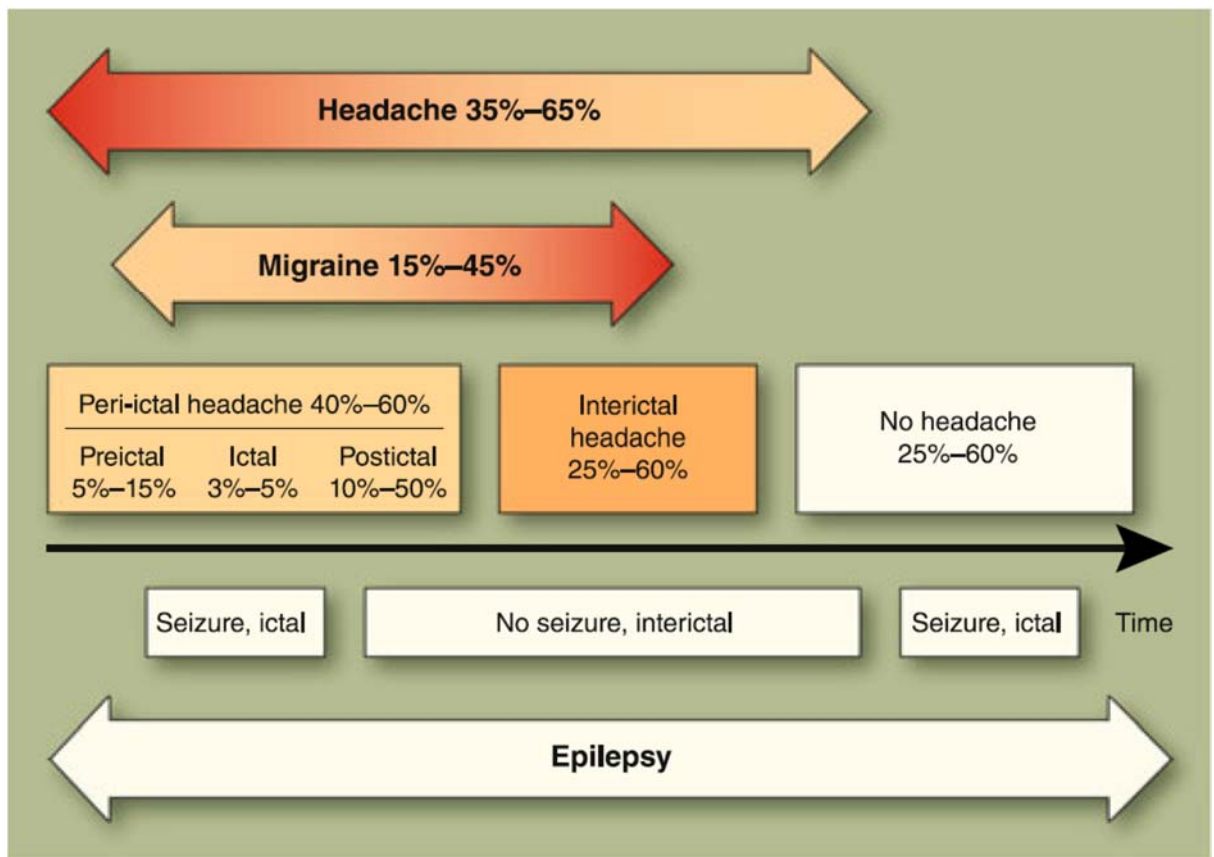 Headache 35%–65%
Migraine 15%–45%
Peri-ictal headache 40%–60%
Preictal
5%–15%
Ictal
3%–5%
Postictal
10%–50%
Interictal
headache
25%–60%
No headache
25%–60%
Seizure, ictal
No seizure, interictal
Seizure, ictal
Time
Epilepsy